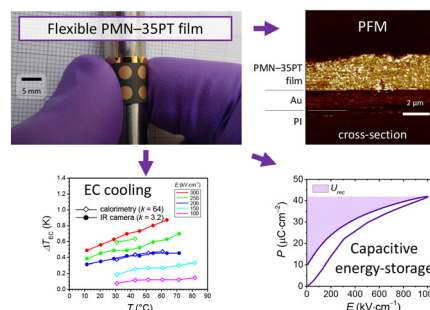 Flexible PMN–35PT film
5 mm
PFM
PMN–35PT
film
Au
PI
2 µm
cross-section
EC cooling
E (kV·cm⁻¹)
300
250
200
150
100
calorimetry (k = 64)
IR camera (k = 3.2)
ΔT_EC (K)
1.4
1.2
1.0
0.8
0.6
0.4
0.2
0.0
0 10 20 30 40 50 60 70 80 90
T (°C)
U_rec
Capacitive
energy-storage
P (µC·cm⁻²)
60
50
40
30
20
10
0
0 200 400 600 800 1000
E (kV·cm⁻¹)